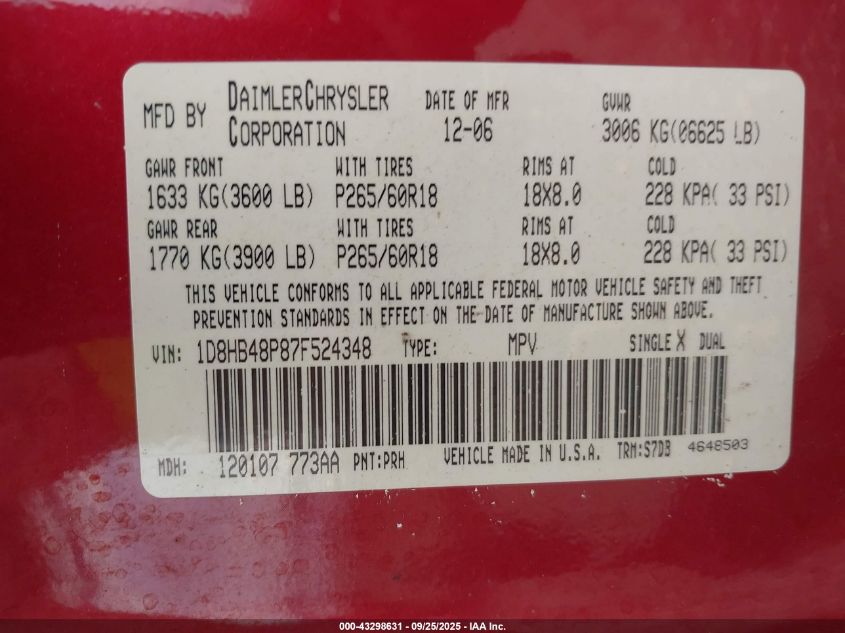 MFD BY DAIMLERCHRYSLER CORPORATION DATE OF MFR 12-06 GVWR 3006 KG(06625 LB)
GAWR FRONT WITH TIRES RIMS AT COLD
1633 KG(3600 LB) P265/60R18 18X8.0 228 KPA( 33 PSI)
GAWR REAR WITH TIRES RIMS AT COLD
1770 KG(3900 LB) P265/60R18 18X8.0 228 KPA( 33 PSI)
THIS VEHICLE CONFORMS TO ALL APPLICABLE FEDERAL MOTOR VEHICLE SAFETY AND THEFT
PREVENTION STANDARDS IN EFFECT ON THE DATE OF MANUFACTURE SHOWN ABOVE.
VIN: 1D8HB48P87F524348 TYPE: MPV SINGLE X DUAL
MDH: 120107 773AA PNT:PRH VEHICLE MADE IN U.S.A. TRM:S7D3 4648503
000-43298631 - 09/25/2025 - IAA Inc.